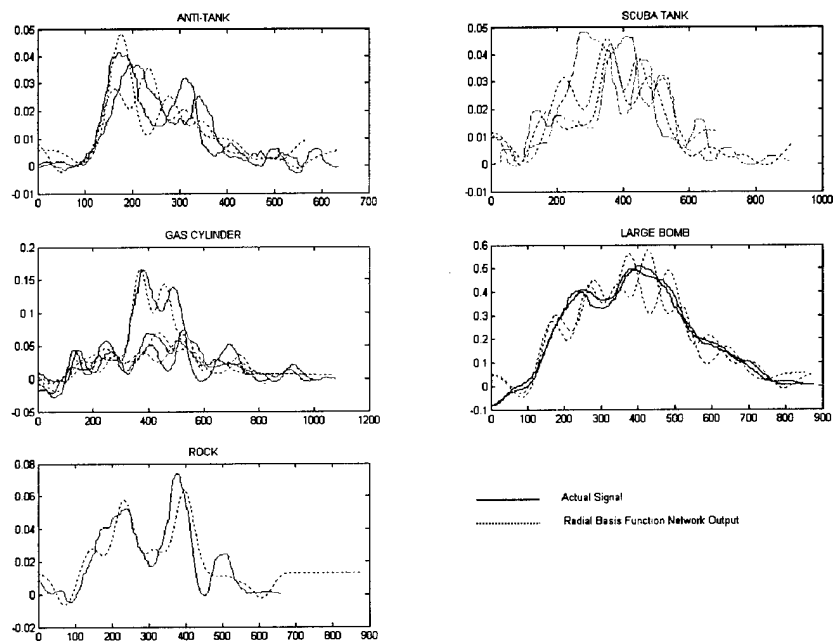 ANTI-TANK
0.05
0.04
0.03
0.02
0.01
0
-0.01
0 100 200 300 400 500 600 700
SCUBA TANK
0.05
0.04
0.03
0.02
0.01
0
-0.01
0 200 400 600 800 1000
GAS CYLINDER
0.2
0.15
0.1
0.05
0
-0.05
0 200 400 600 800 1000 1200
LARGE BOMB
0.6
0.5
0.4
0.3
0.2
0.1
0
-0.1
0 100 200 300 400 500 600 700 800 900
ROCK
0.08
0.06
0.04
0.02
0
-0.02
0 100 200 300 400 500 600 700 800 900
Actual Signal
Radial Basis Function Network Output